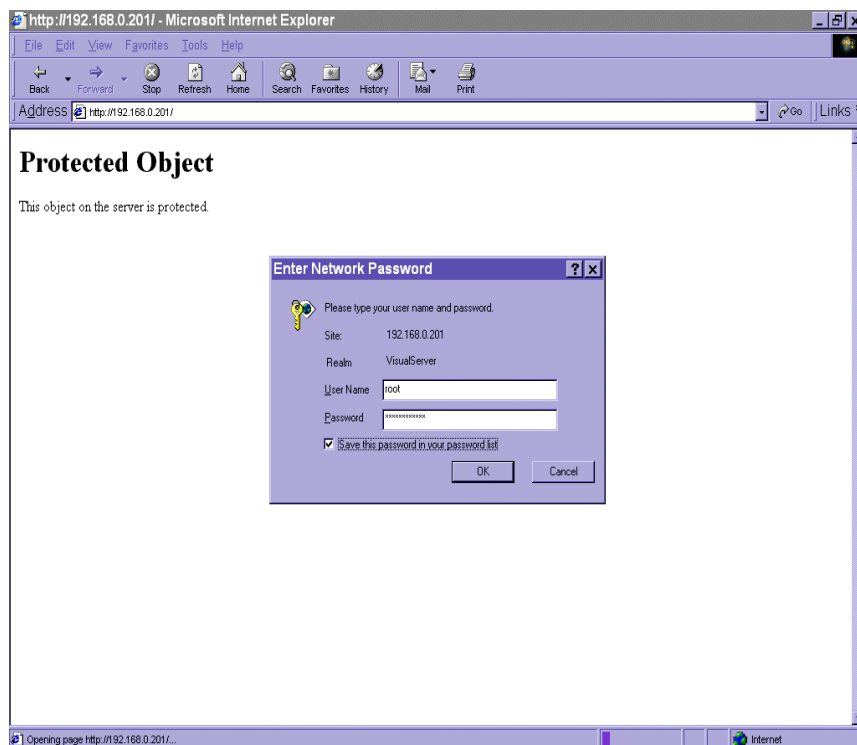 http://192.168.0.201/ - Microsoft Internet Explorer
File Edit View Favorites Tools Help
Back Forward Stop Refresh Home Search Favorites History Mail Print
Address http://192.168.0.201/ Go Links
Protected Object
This object on the server is protected.
Enter Network Password
Please type your user name and password.
Site: 192.168.0.201
Realm VisualServer
User Name root
Password ************
Save this password in your password list
OK Cancel
Opening page http://192.168.0.201/... Internet